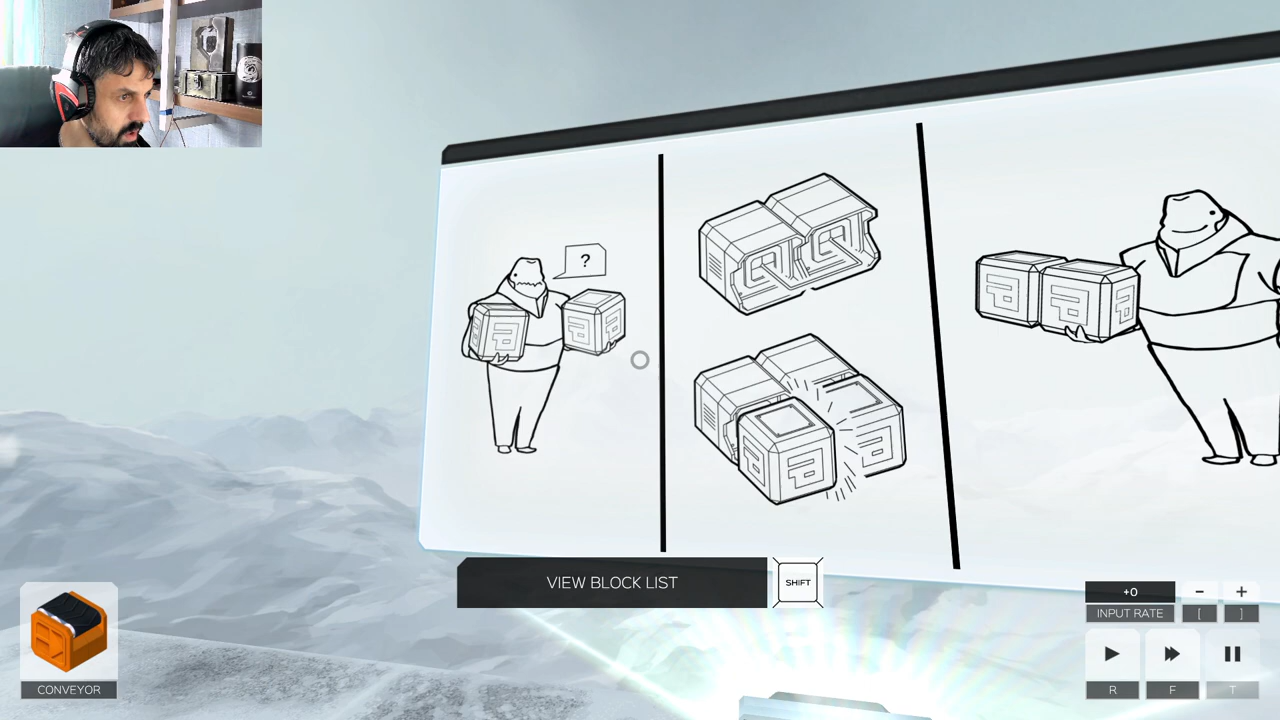 ?
VIEW BLOCK LIST
SHIFT
CONVEYOR
+0
INPUT RATE
[
]
R
F
T